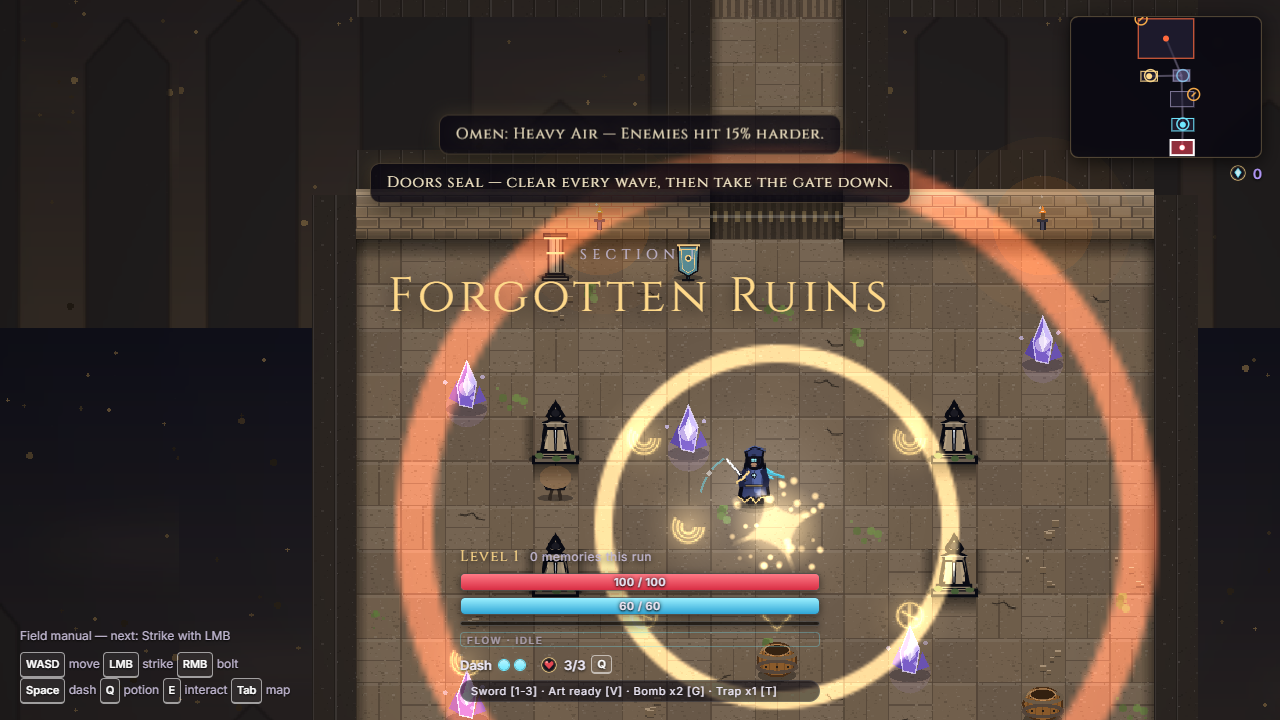 Omen: Heavy Air — Enemies hit 15% harder.
Doors seal — clear every wave, then take the gate down.
0
SECTION
Forgotten Ruins
Level 1 0 memories this run
100 / 100
60 / 60
FLOW · IDLE
Dash 3/3 Q
Sword [1-3] · Art ready [V] · Bomb x2 [G] · Trap x1 [T]
Field manual — next: Strike with LMB
WASD move LMB strike RMB bolt
Space dash Q potion E interact Tab map